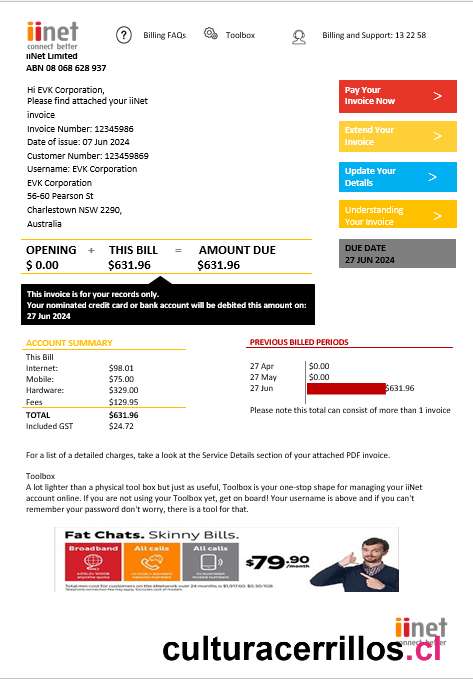 iinet
connect better
Billing FAQs
Toolbox
Billing and Support: 13 22 58
iiNet Limited
ABN 08 068 628 937
Hi EVK Corporation,
Please find attached your iiNet
invoice
Invoice Number: 12345986
Date of issue: 07 Jun 2024
Customer Number: 123459869
Username: EVK Corporation
EVK Corporation
56-60 Pearson St
Charlestown NSW 2290,
Australia
Pay Your
Invoice Now >
Extend Your
Invoice >
Update Your
Details >
Understanding
Your Invoice >
OPENING + THIS BILL = AMOUNT DUE
$ 0.00 $631.96 $631.96
DUE DATE
27 JUN 2024
This invoice is for your records only.
Your nominated credit card or bank account will be debited this amount on:
27 Jun 2024
ACCOUNT SUMMARY
This Bill
Internet: $98.01
Mobile: $75.00
Hardware: $329.00
Fees $129.95
TOTAL $631.96
Included GST $24.72
PREVIOUS BILLED PERIODS
27 Apr $0.00
27 May $0.00
27 Jun $631.96
Please note this total can consist of more than 1 invoice
For a list of a detailed charges, take a look at the Service Details section of your attached PDF invoice.
Toolbox
A lot lighter than a physical tool box but just as useful, Toolbox is your one-stop shape for managing your iiNet
account online. If you are not using your Toolbox yet, get on board! Your username is above and if you can't
remember your password don't worry, there is a tool for that.
Fat Chats. Skinny Bills.
Broadband
All calls
All calls
$79.90
/month
iinet
connect better
culturacerrillos.cl